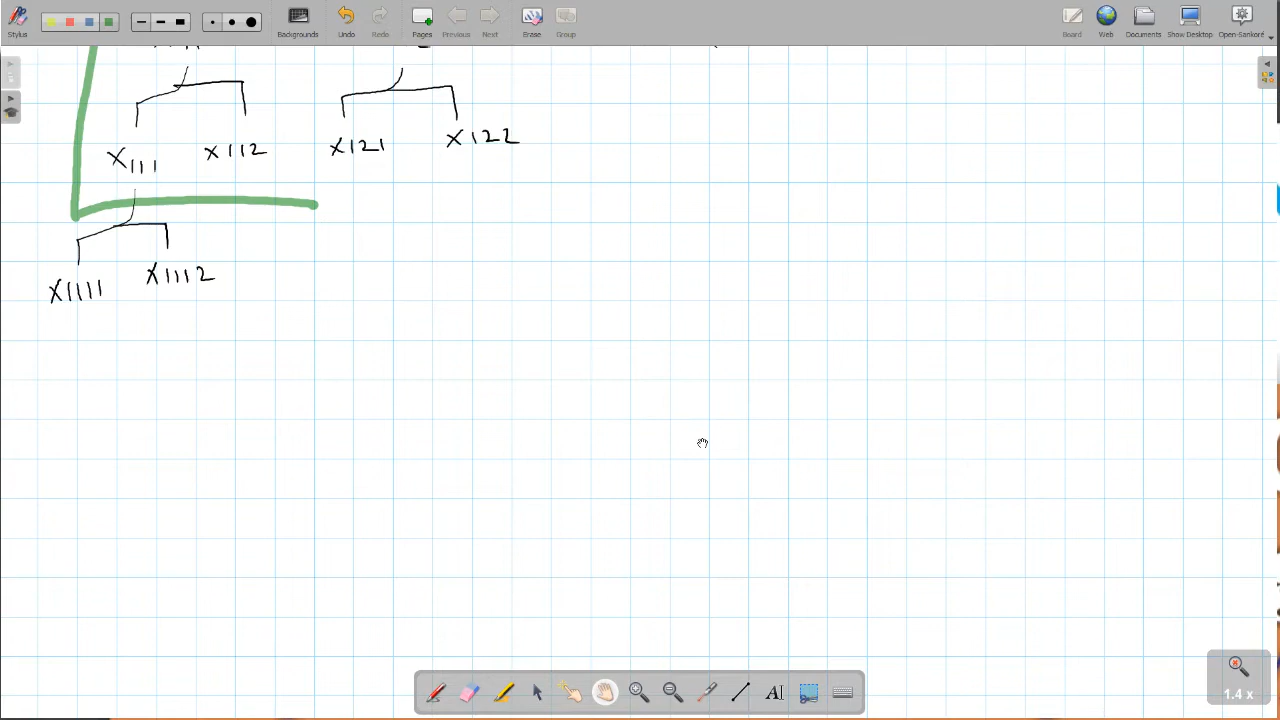 Stylus Backgrounds Undo Redo Pages Previous Next Erase Group Board Web Documents Show Desktop Open-Sankoré
X111 X112 X121 X122
X1111 X1112
1.4 x